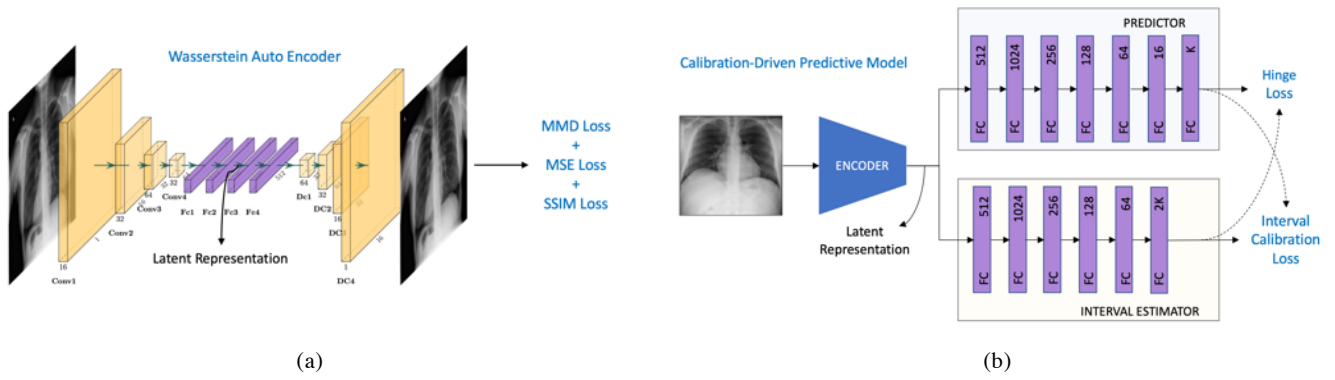 Wasserstein Auto Encoder
16
Conv1
1
32
Conv2
64
Conv3
32
32
Conv4
Fc1
Fc2
Fc3
Fc4
512
64
Dc1
32
DC2
16
1
DC4
16
Latent Representation
MMD Loss
+
MSE Loss
+
SSIM Loss
(a)
Calibration-Driven Predictive Model
ENCODER
Latent
Representation
PREDICTOR
512
1024
256
128
64
16
K
FC
FC
FC
FC
FC
FC
FC
512
1024
256
128
64
2K
FC
FC
FC
FC
FC
FC
INTERVAL ESTIMATOR
Hinge
Loss
Interval
Calibration
Loss
(b)